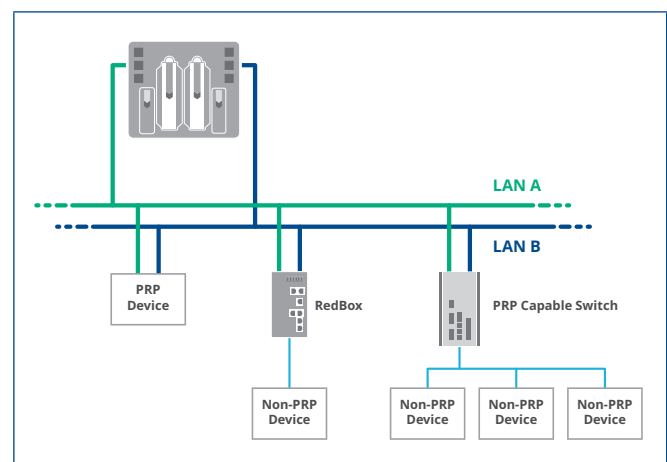 LAN A
LAN B
PRP
Device
RedBox
PRP Capable Switch
Non-PRP
Device
Non-PRP
Device
Non-PRP
Device
Non-PRP
Device